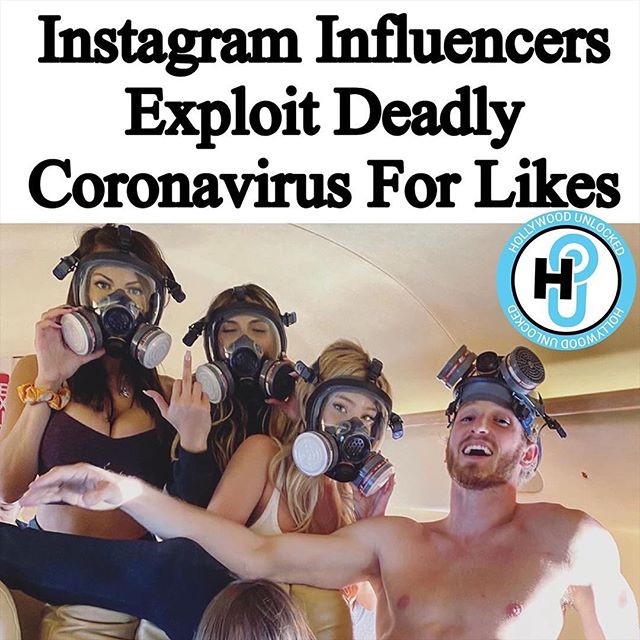 Instagram Influencers
Exploit Deadly
Coronavirus For Likes
HOLLYWOOD UNLOCKED
HU
HOLLYWOOD UNLOCKED